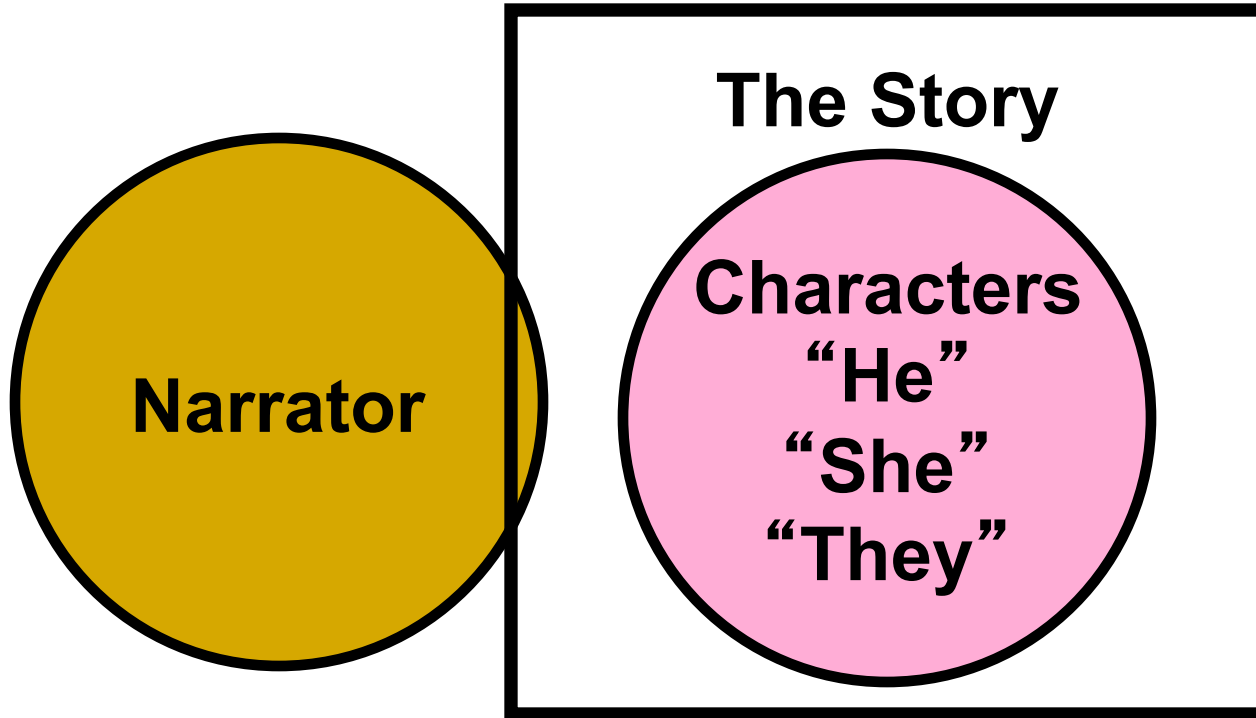 The Story
Narrator
Characters
“He”
“She”
“They”